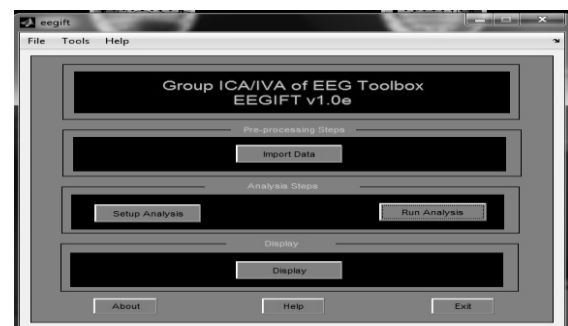 eegift
File Tools Help
Group ICA/IVA of EEG Toolbox
EEGIFT v1.0e
Pre-processing Steps
Import Data
Analysis Steps
Setup Analysis Run Analysis
Display
Display
About Help Exit